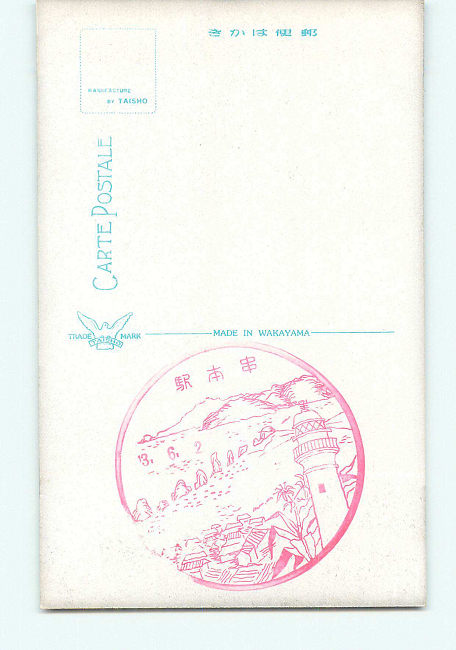 きかは便郵
MANUFACTURE
BY TAISHO
CARTE POSTALE
TRADE MARK
TAISHO
MADE IN WAKAYAMA
駅本串
13. 6. 2